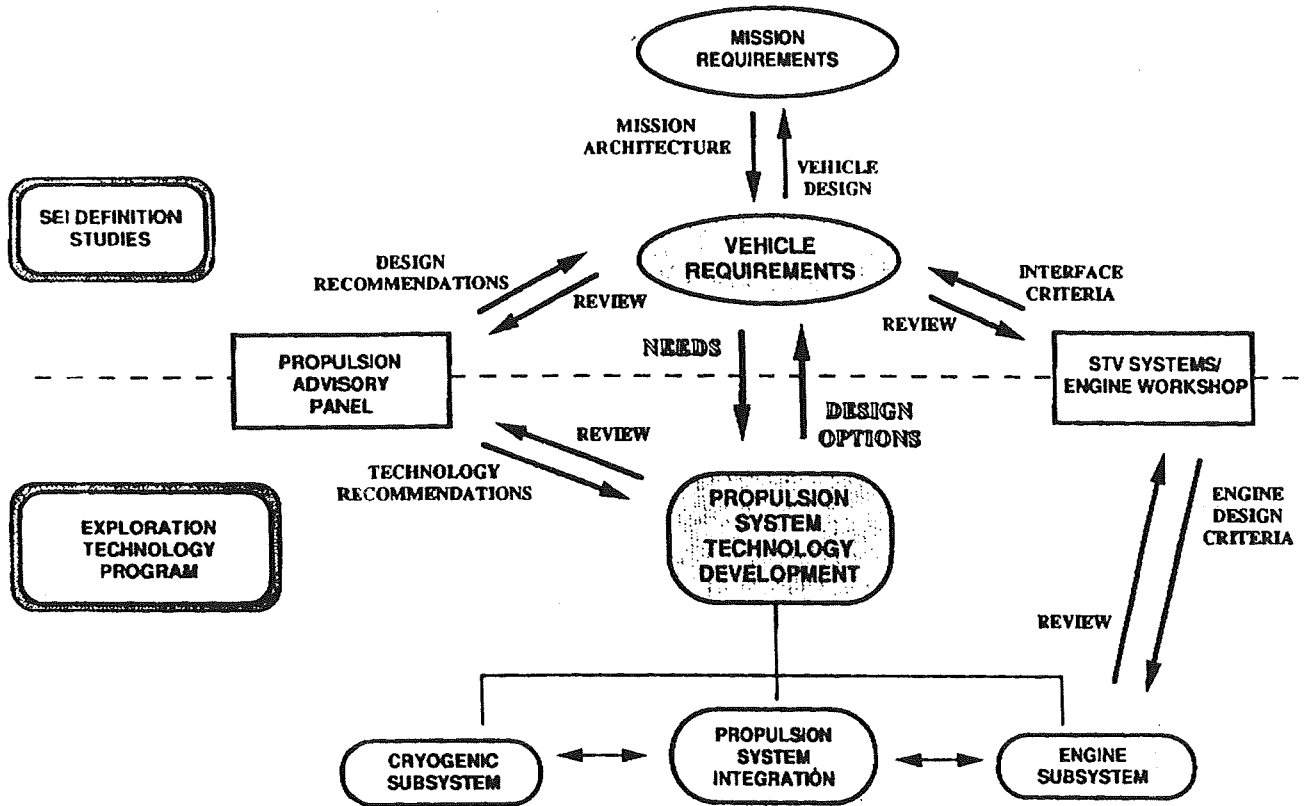 MISSION
REQUIREMENTS
MISSION
ARCHITECTURE
VEHICLE
DESIGN
SEI DEFINITION
STUDIES
VEHICLE
REQUIREMENTS
DESIGN
RECOMMENDATIONS
REVIEW
INTERFACE
CRITERIA
REVIEW
NEEDS
PROPULSION
ADVISORY
PANEL
STV SYSTEMS/
ENGINE WORKSHOP
DESIGN
OPTIONS
REVIEW
TECHNOLOGY
RECOMMENDATIONS
EXPLORATION
TECHNOLOGY
PROGRAM
PROPULSION
SYSTEM
TECHNOLOGY
DEVELOPMENT
ENGINE
DESIGN
CRITERIA
REVIEW
CRYOGENIC
SUBSYSTEM
PROPULSION
SYSTEM
INTEGRATION
ENGINE
SUBSYSTEM